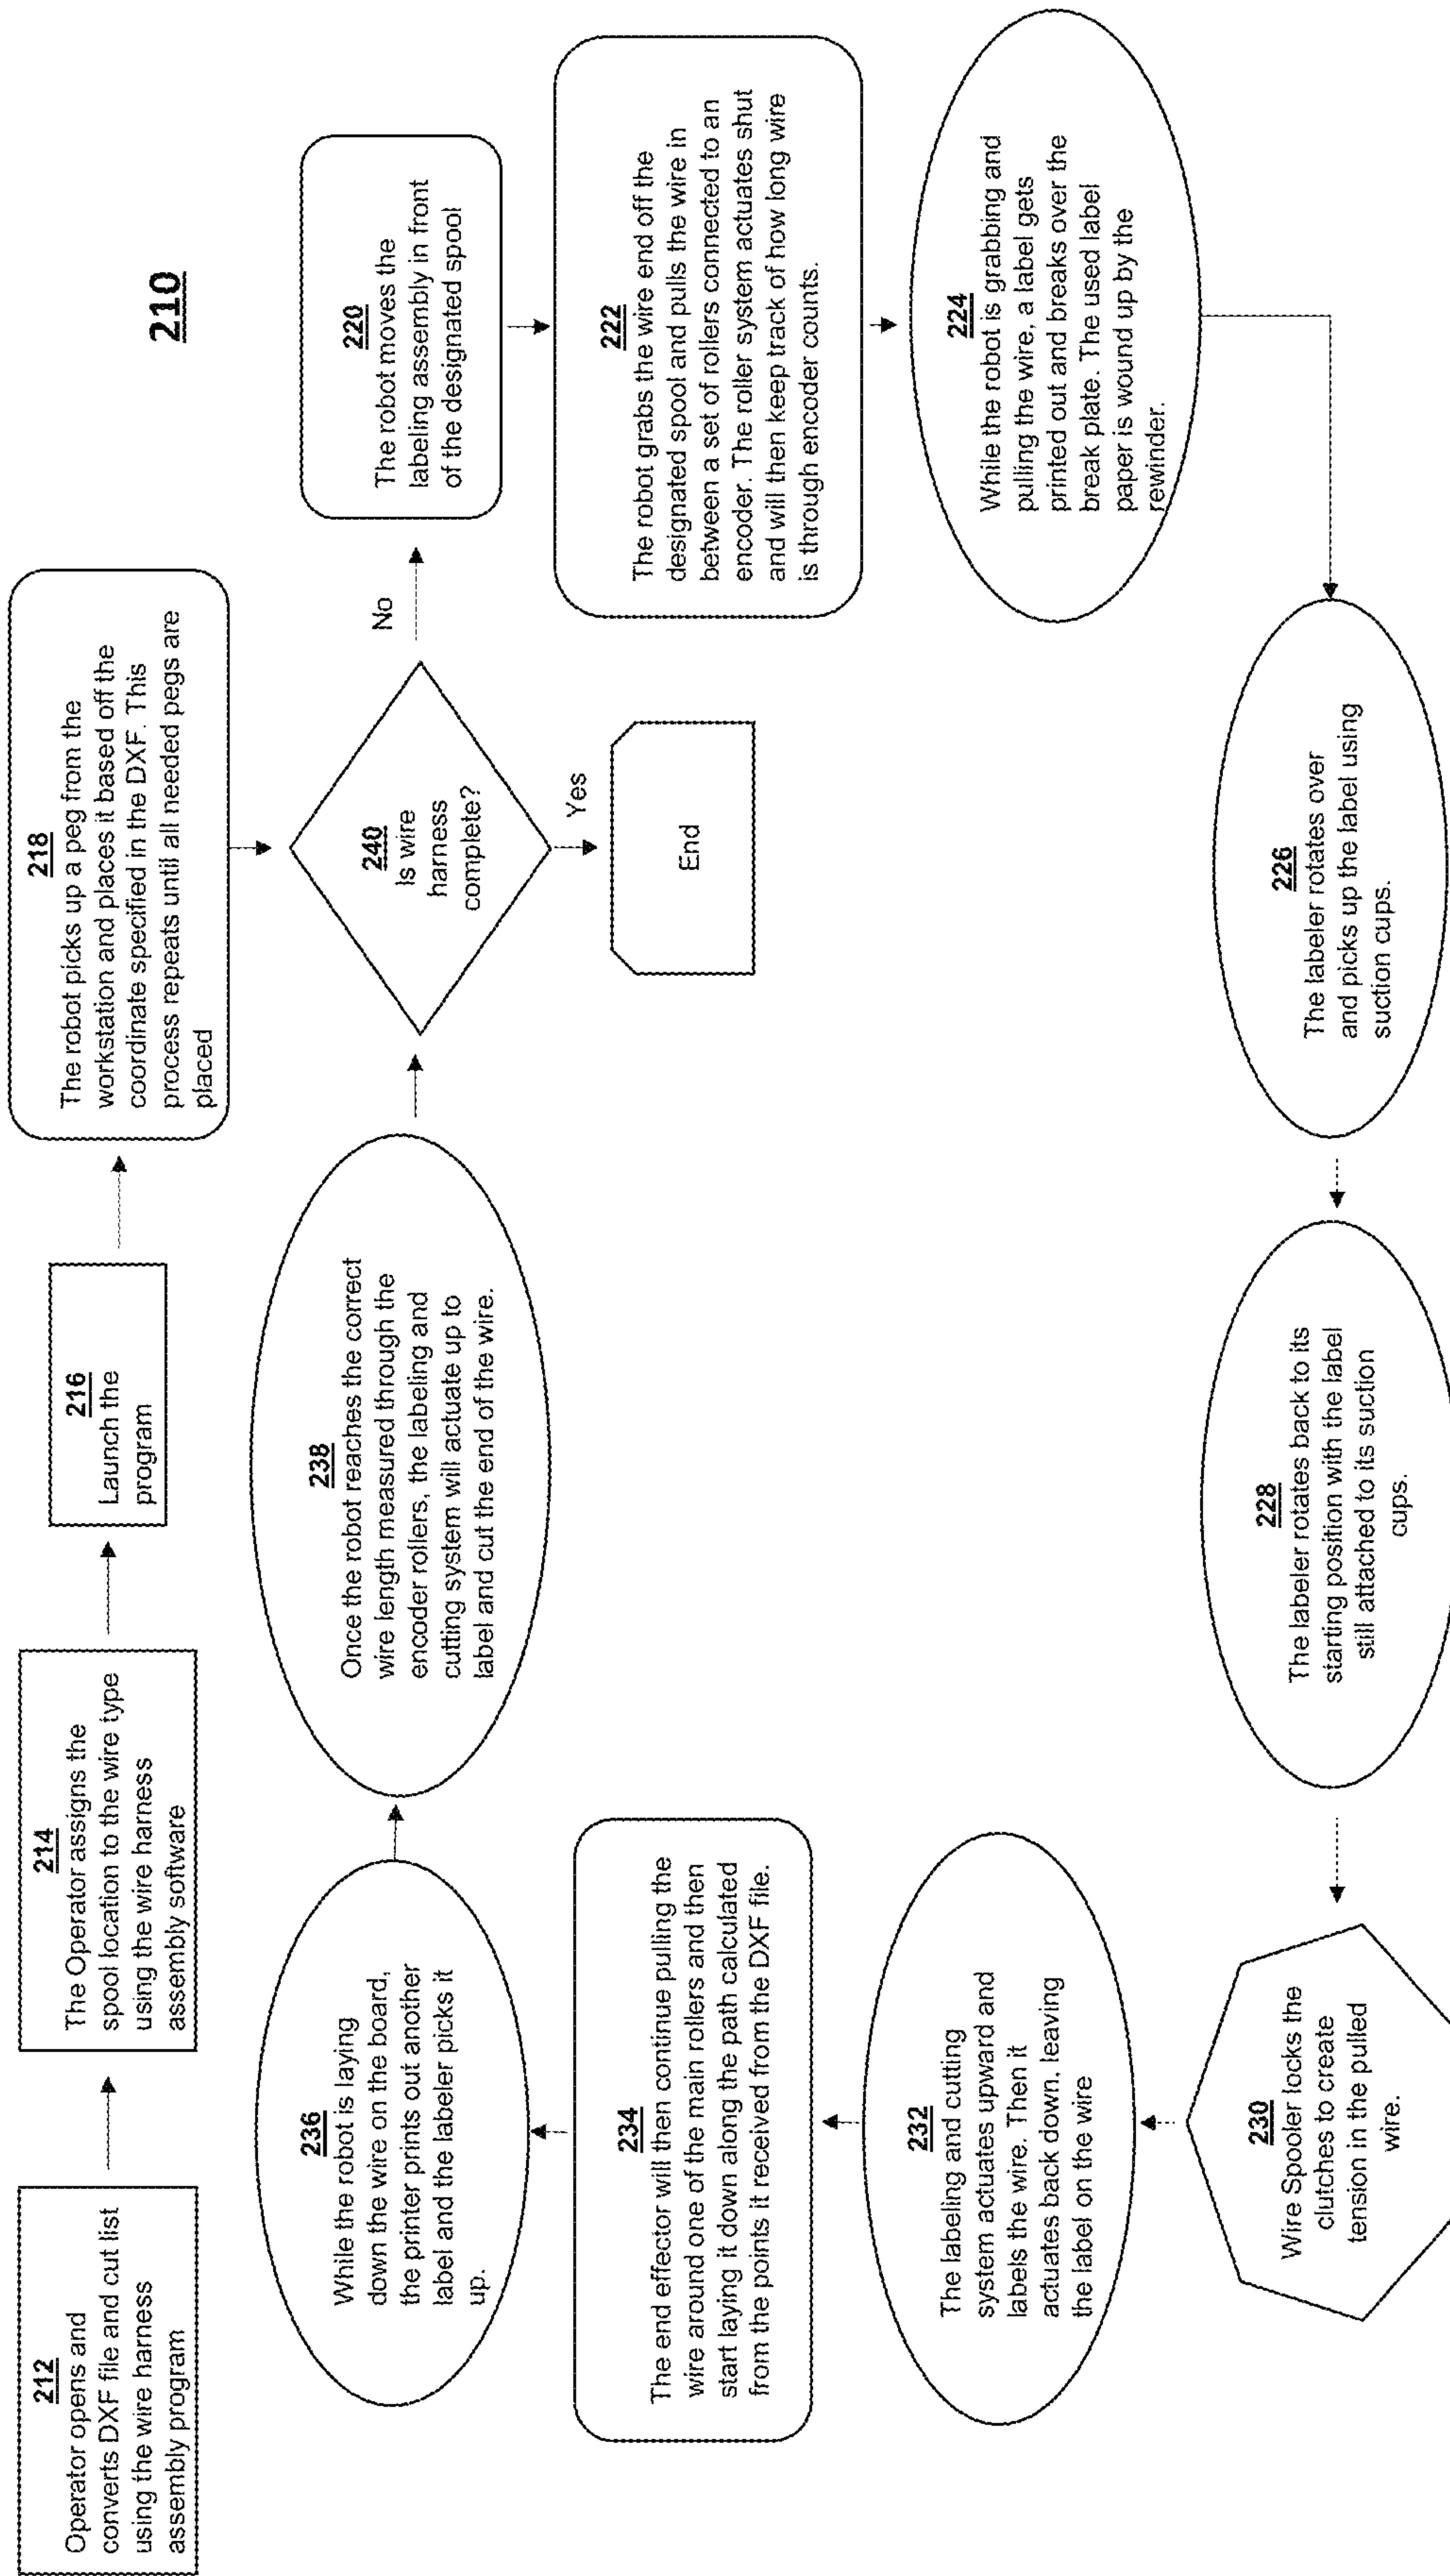 210
212
Operator opens and
converts DXF file and cut list
using the wire harness
assembly program
214
The Operator assigns the
spool location to the wire type
using the wire harness
assembly software
216
Launch the
program
218
The robot picks up a peg from the
workstation and places it based off the
coordinate specified in the DXF. This
process repeats until all needed pegs are
placed
240
Is wire
harness
complete?
No
Yes
End
220
The robot moves the
labeling assembly in front
of the designated spool
222
The robot grabs the wire end off the
designated spool and pulls the wire in
between a set of rollers connected to an
encoder. The roller system actuates shut
and will then keep track of how long wire
is through encoder counts.
224
While the robot is grabbing and
pulling the wire, a label gets
printed out and breaks over the
break plate. The used label
paper is wound up by the
rewinder.
226
The labeler rotates over
and picks up the label using
suction cups.
228
The labeler rotates back to its
starting position with the label
still attached to its suction
cups.
230
Wire Spooler locks the
clutches to create
tension in the pulled
wire.
232
The labeling and cutting
system actuates upward and
labels the wire. Then it
actuates back down, leaving
the label on the wire
234
The end effector will then continue pulling the
wire around one of the main rollers and then
start laying it down along the path calculated
from the points it received from the DXF file.
236
While the robot is laying
down the wire on the board,
the printer prints out another
label and the labeler picks it
up.
238
Once the robot reaches the correct
wire length measured through the
encoder rollers, the labeling and
cutting system will actuate up to
label and cut the end of the wire.